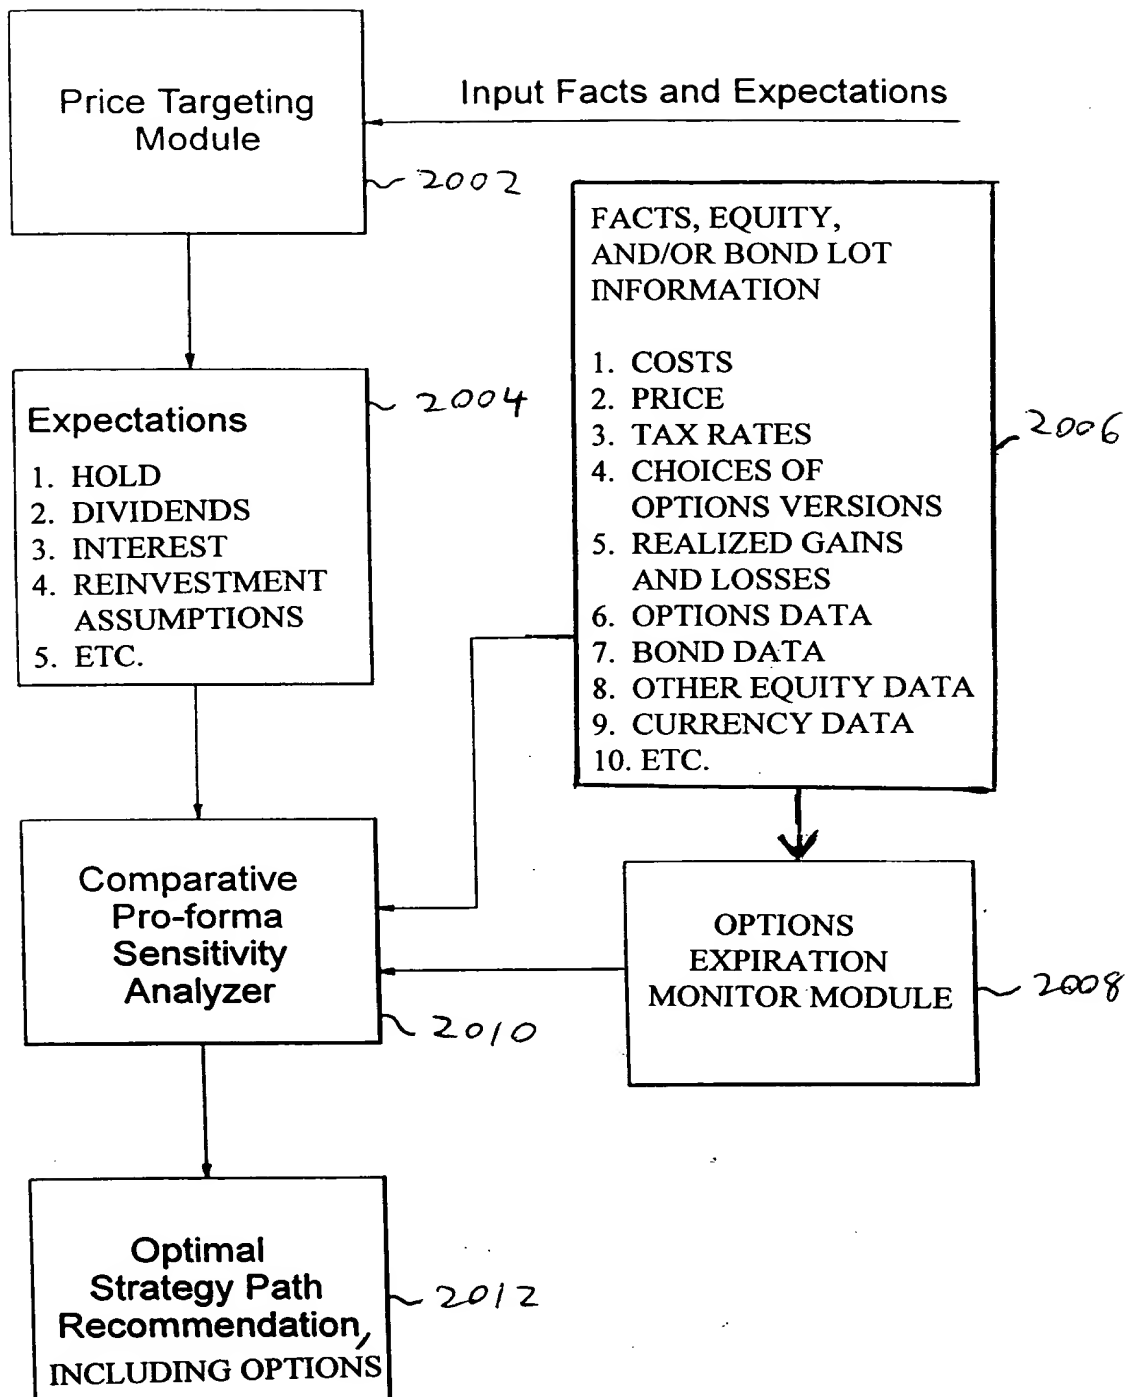 Price Targeting
Module
Input Facts and Expectations
2002
FACTS, EQUITY,
AND/OR BOND LOT
INFORMATION
1. COSTS
2. PRICE
3. TAX RATES
4. CHOICES OF
OPTIONS VERSIONS
5. REALIZED GAINS
AND LOSSES
6. OPTIONS DATA
7. BOND DATA
8. OTHER EQUITY DATA
9. CURRENCY DATA
10. ETC.
2006
Expectations
1. HOLD
2. DIVIDENDS
3. INTEREST
4. REINVESTMENT
ASSUMPTIONS
5. ETC.
2004
Comparative
Pro-forma
Sensitivity
Analyzer
2010
OPTIONS
EXPIRATION
MONITOR MODULE
2008
Optimal
Strategy Path
Recommendation,
INCLUDING OPTIONS
2012